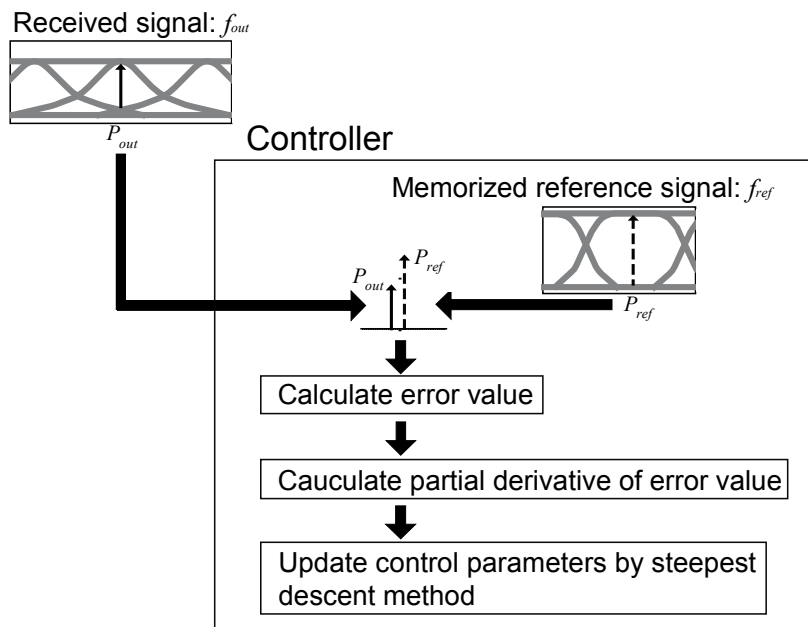 Received signal: fout
Pout
Controller
Memorized reference signal: fref
Pref
Pout
Pref
Calculate error value
Cauculate partial derivative of error value
Update control parameters by steepest
descent method